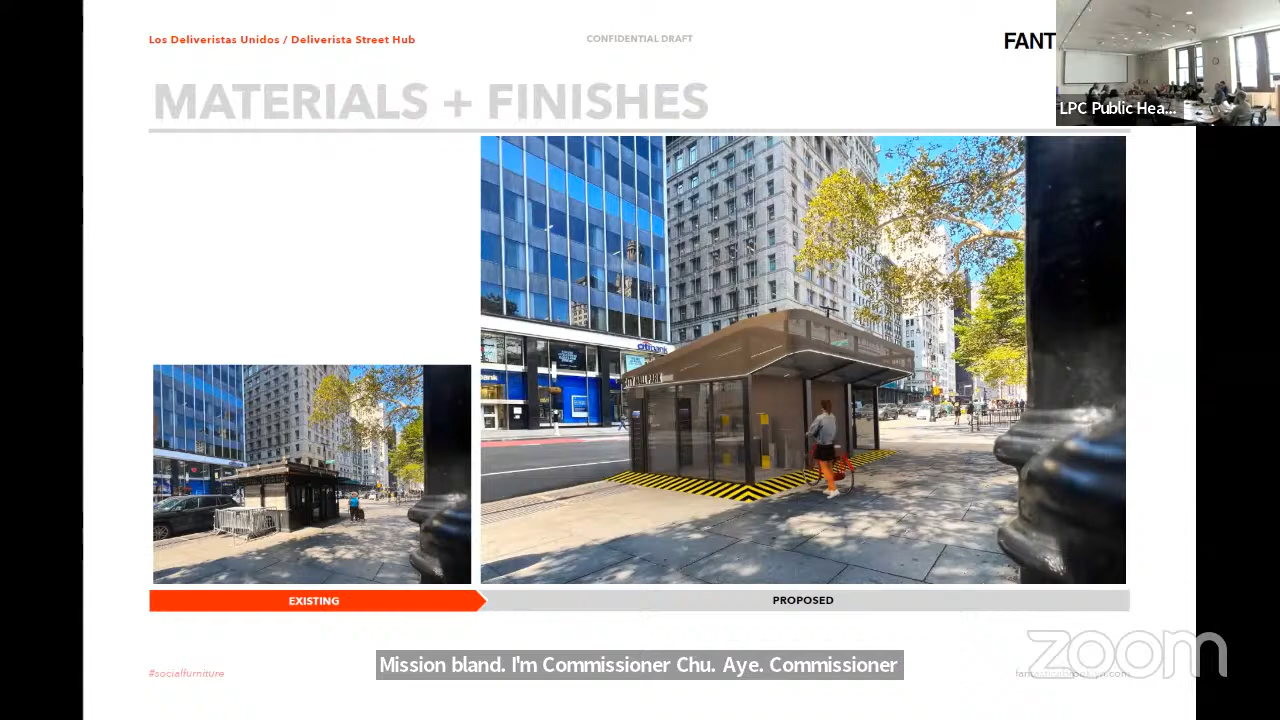 Los Deliveristas Unidos / Deliverista Street Hub
CONFIDENTIAL DRAFT
FANT
LPC Public Hea...
MATERIALS + FINISHES
citibank
CITY HALL PARK
EXISTING
PROPOSED
Mission bland. I'm Commissioner Chu. Aye. Commissioner
zoom
#socialfurniture